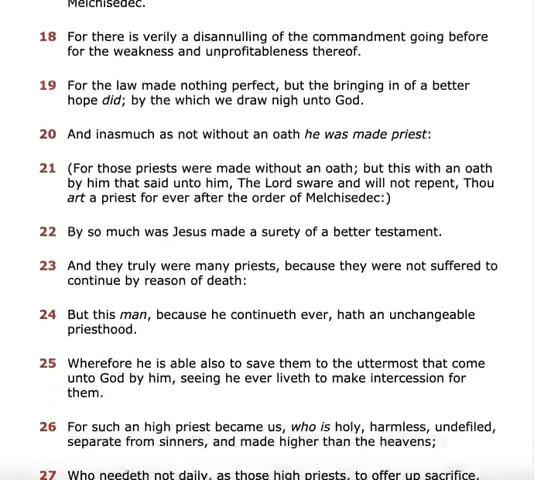 Melchisedec.
18 For there is verily a disannulling of the commandment going before
for the weakness and unprofitableness thereof.
19 For the law made nothing perfect, but the bringing in of a better
hope did; by the which we draw nigh unto God.
20 And inasmuch as not without an oath he was made priest:
21 (For those priests were made without an oath; but this with an oath
by him that said unto him, The Lord sware and will not repent, Thou
art a priest for ever after the order of Melchisedec:)
22 By so much was Jesus made a surety of a better testament.
23 And they truly were many priests, because they were not suffered to
continue by reason of death:
24 But this man, because he continueth ever, hath an unchangeable
priesthood.
25 Wherefore he is able also to save them to the uttermost that come
unto God by him, seeing he ever liveth to make intercession for
them.
26 For such an high priest became us, who is holy, harmless, undefiled,
separate from sinners, and made higher than the heavens;
27 Who needeth not daily, as those high priests, to offer up sacrifice,